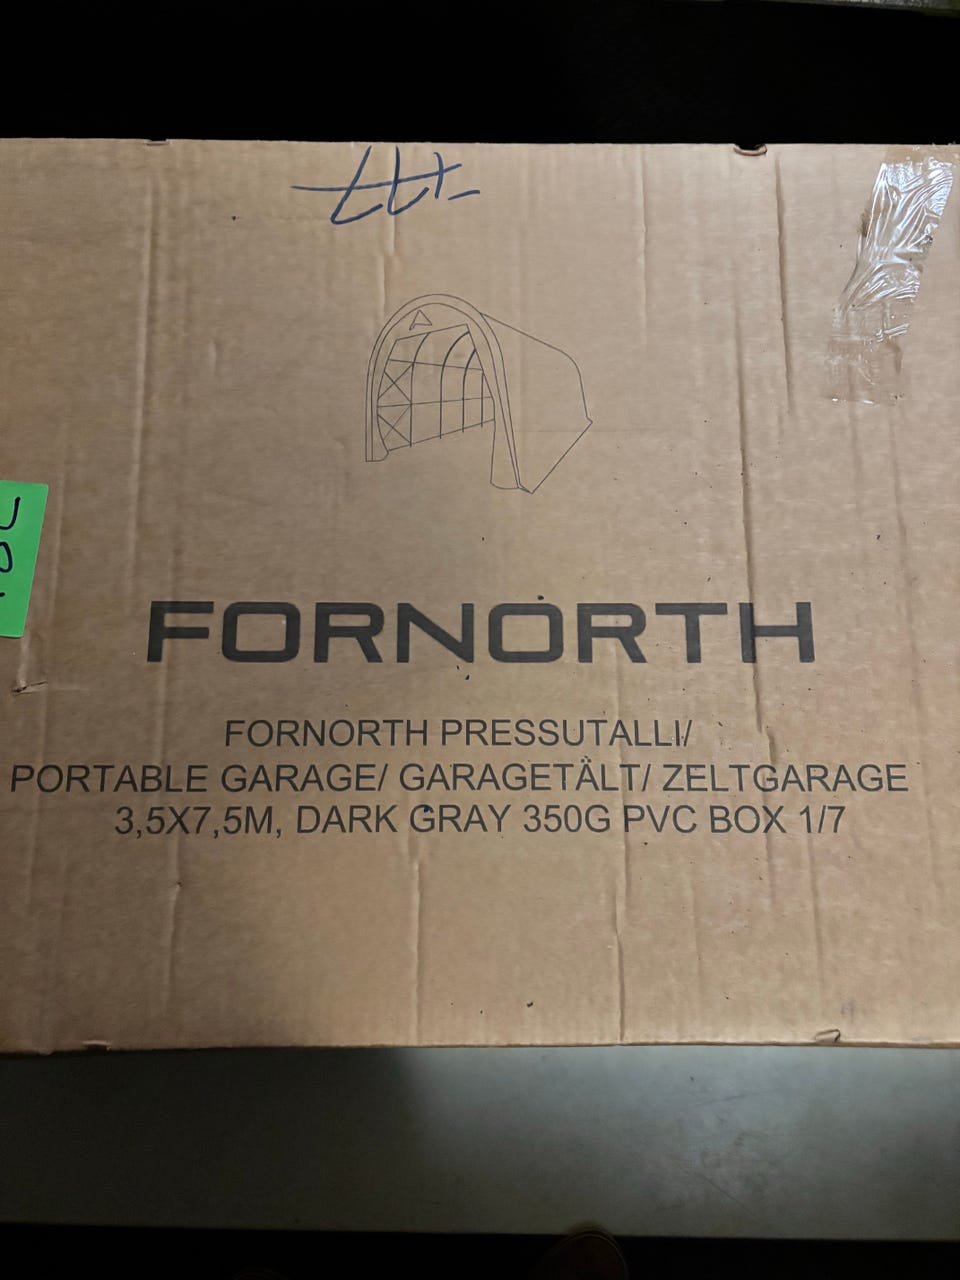 FORNORTH
FORNORTH PRESSUTALLI/
PORTABLE GARAGE/ GARAGETÄLT/ ZELTGARAGE
3,5X7,5M, DARK GRAY 350G PVC BOX 1/7